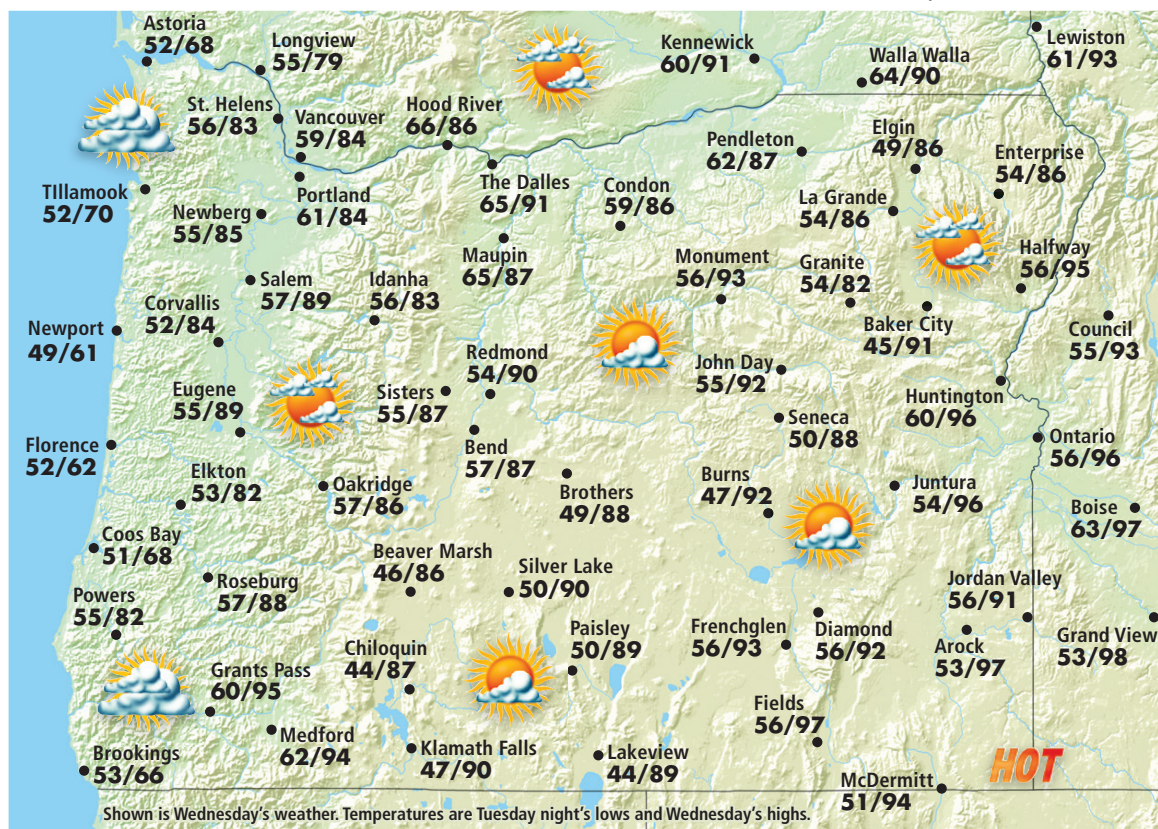 Astoria
52/68
Longview
55/79
Kennewick
60/91
Walla Walla
64/90
Lewiston
61/93
St. Helens
56/83
Vancouver
59/84
Hood River
66/86
Pendleton
62/87
Elgin
49/86
Enterprise
54/86
TIllamook
52/70
Portland
61/84
Newberg
55/85
The Dalles
65/91
Condon
59/86
La Grande
54/86
Maupin
65/87
Monument
56/93
Granite
54/82
Halfway
56/95
Salem
57/89
Idanha
56/83
Corvallis
52/84
Newport
49/61
Baker City
45/91
Council
55/93
Redmond
54/90
John Day
55/92
Eugene
55/89
Sisters
55/87
Huntington
60/96
Seneca
50/88
Florence
52/62
Bend
57/87
Ontario
56/96
Elkton
53/82
Oakridge
57/86
Brothers
49/88
Burns
47/92
Juntura
54/96
Boise
63/97
Coos Bay
51/68
Beaver Marsh
46/86
Silver Lake
50/90
Roseburg
57/88
Jordan Valley
56/91
Powers
55/82
Paisley
50/89
Frenchglen
56/93
Diamond
56/92
Arock
53/97
Grand View
53/98
Chiloquin
44/87
Grants Pass
60/95
Fields
56/97
Medford
62/94
Klamath Falls
47/90
Lakeview
44/89
Brookings
53/66
HOT
McDermitt
51/94
Shown is Wednesday's weather. Temperatures are Tuesday night's lows and Wednesday's highs.